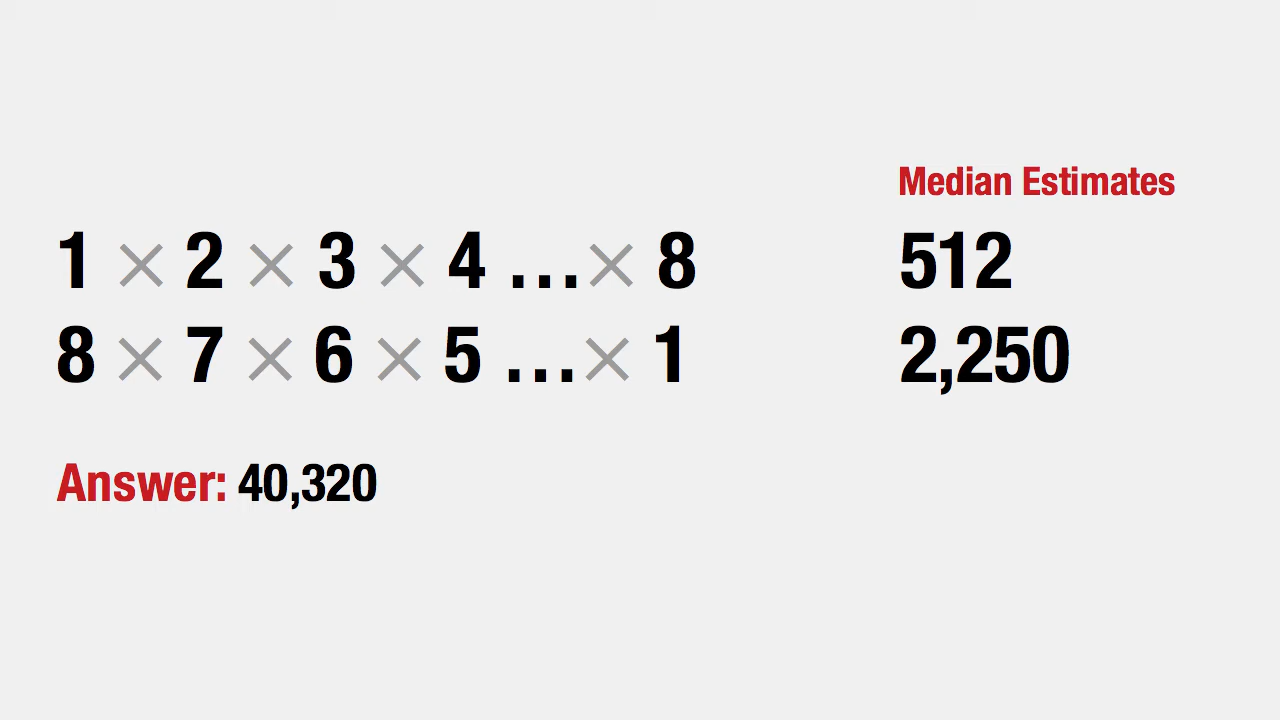 Median Estimates
1 × 2 × 3 × 4 ...× 8 512
8 × 7 × 6 × 5 ...× 1 2,250
Answer: 40,320